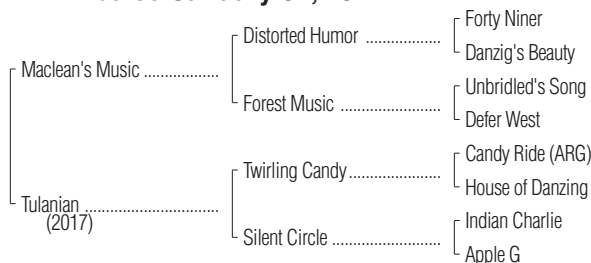 Forty Niner
Distorted Humor ..................
Danzig's Beauty
Maclean's Music ..................
Unbridled's Song
Forest Music ........................
Defer West
Candy Ride (ARG)
Twirling Candy......................
House of Danzing
Tulanian ................................
(2017)
Indian Charlie
Silent Circle ..........................
Apple G